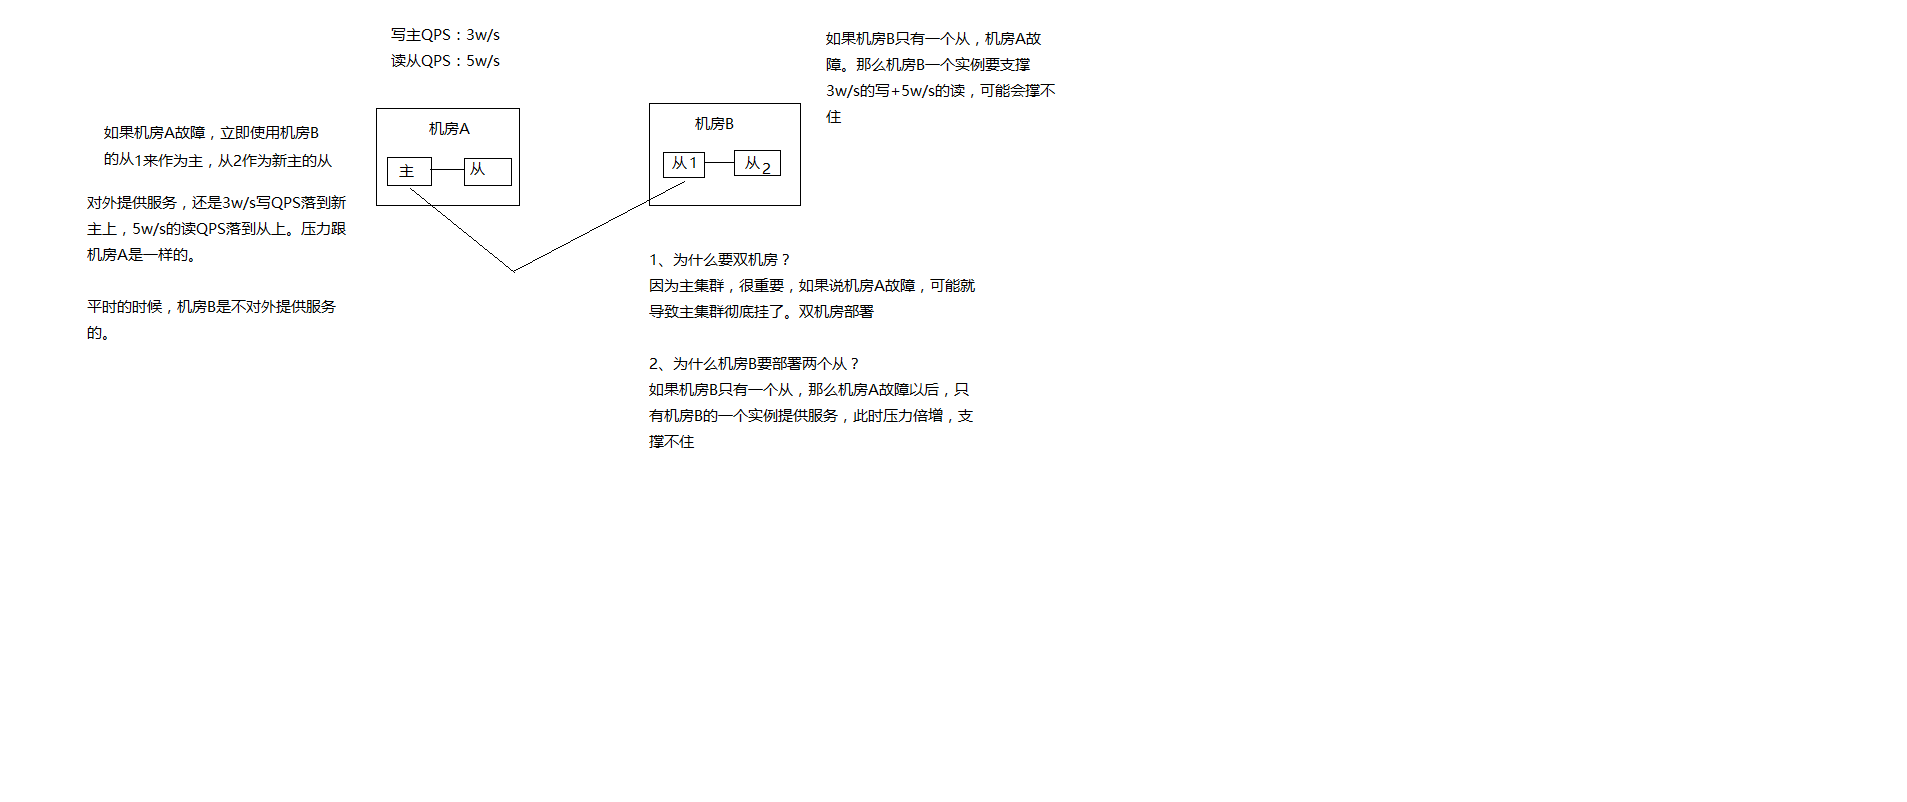 写主QPS：3w/s
读从QPS：5w/s
如果机房B只有一个从，机房A故
障。那么机房B一个实例要支撑
3w/s的写+5w/s的读，可能会撑不
住
如果机房A故障，立即使用机房B
的从1来作为主，从2作为新主的从
对外提供服务，还是3w/s写QPS落到新
主上，5w/s的读QPS落到从上。压力跟
机房A是一样的。
平时的时候，机房B是不对外提供服务
的。
机房A
主
从
机房B
从1
从2
1、为什么要双机房？
因为主集群，很重要，如果说机房A故障，可能就
导致主集群彻底挂了。双机房部署
2、为什么机房B要部署两个从？
如果机房B只有一个从，那么机房A故障以后，只
有机房B的一个实例提供服务，此时压力倍增，支
撑不住